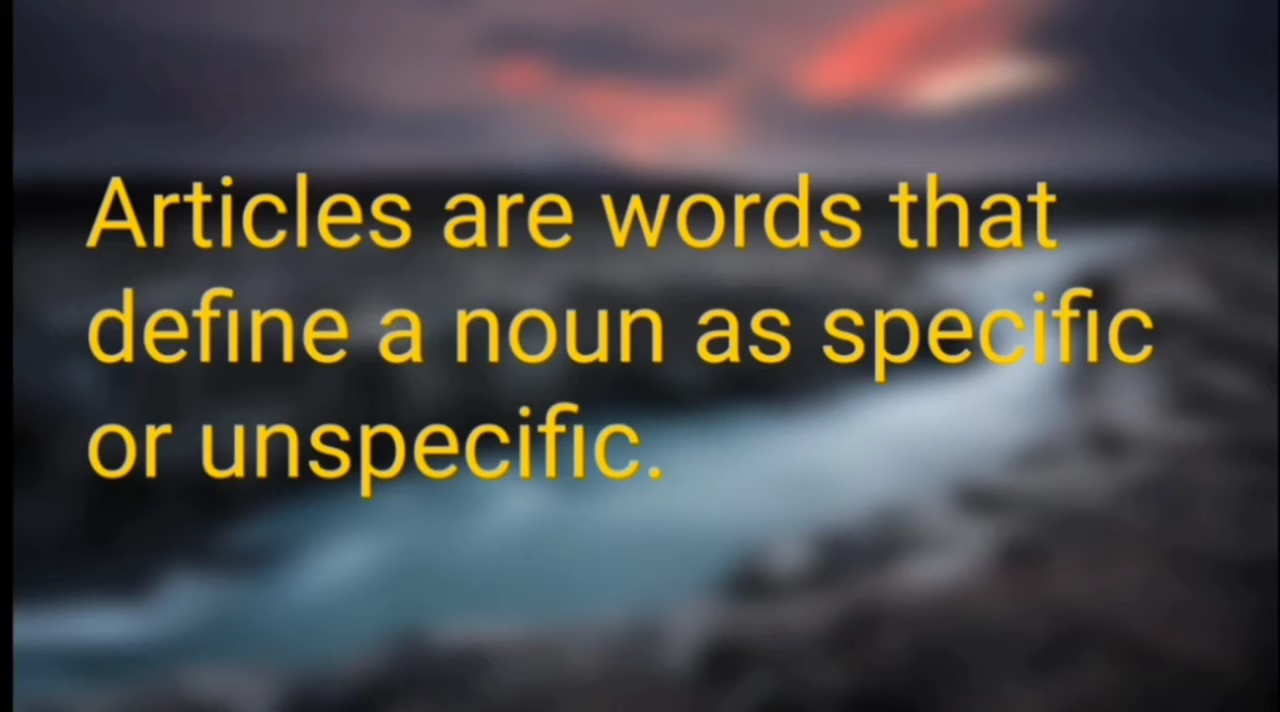 Articles are words that
define a noun as specific
or unspecific.